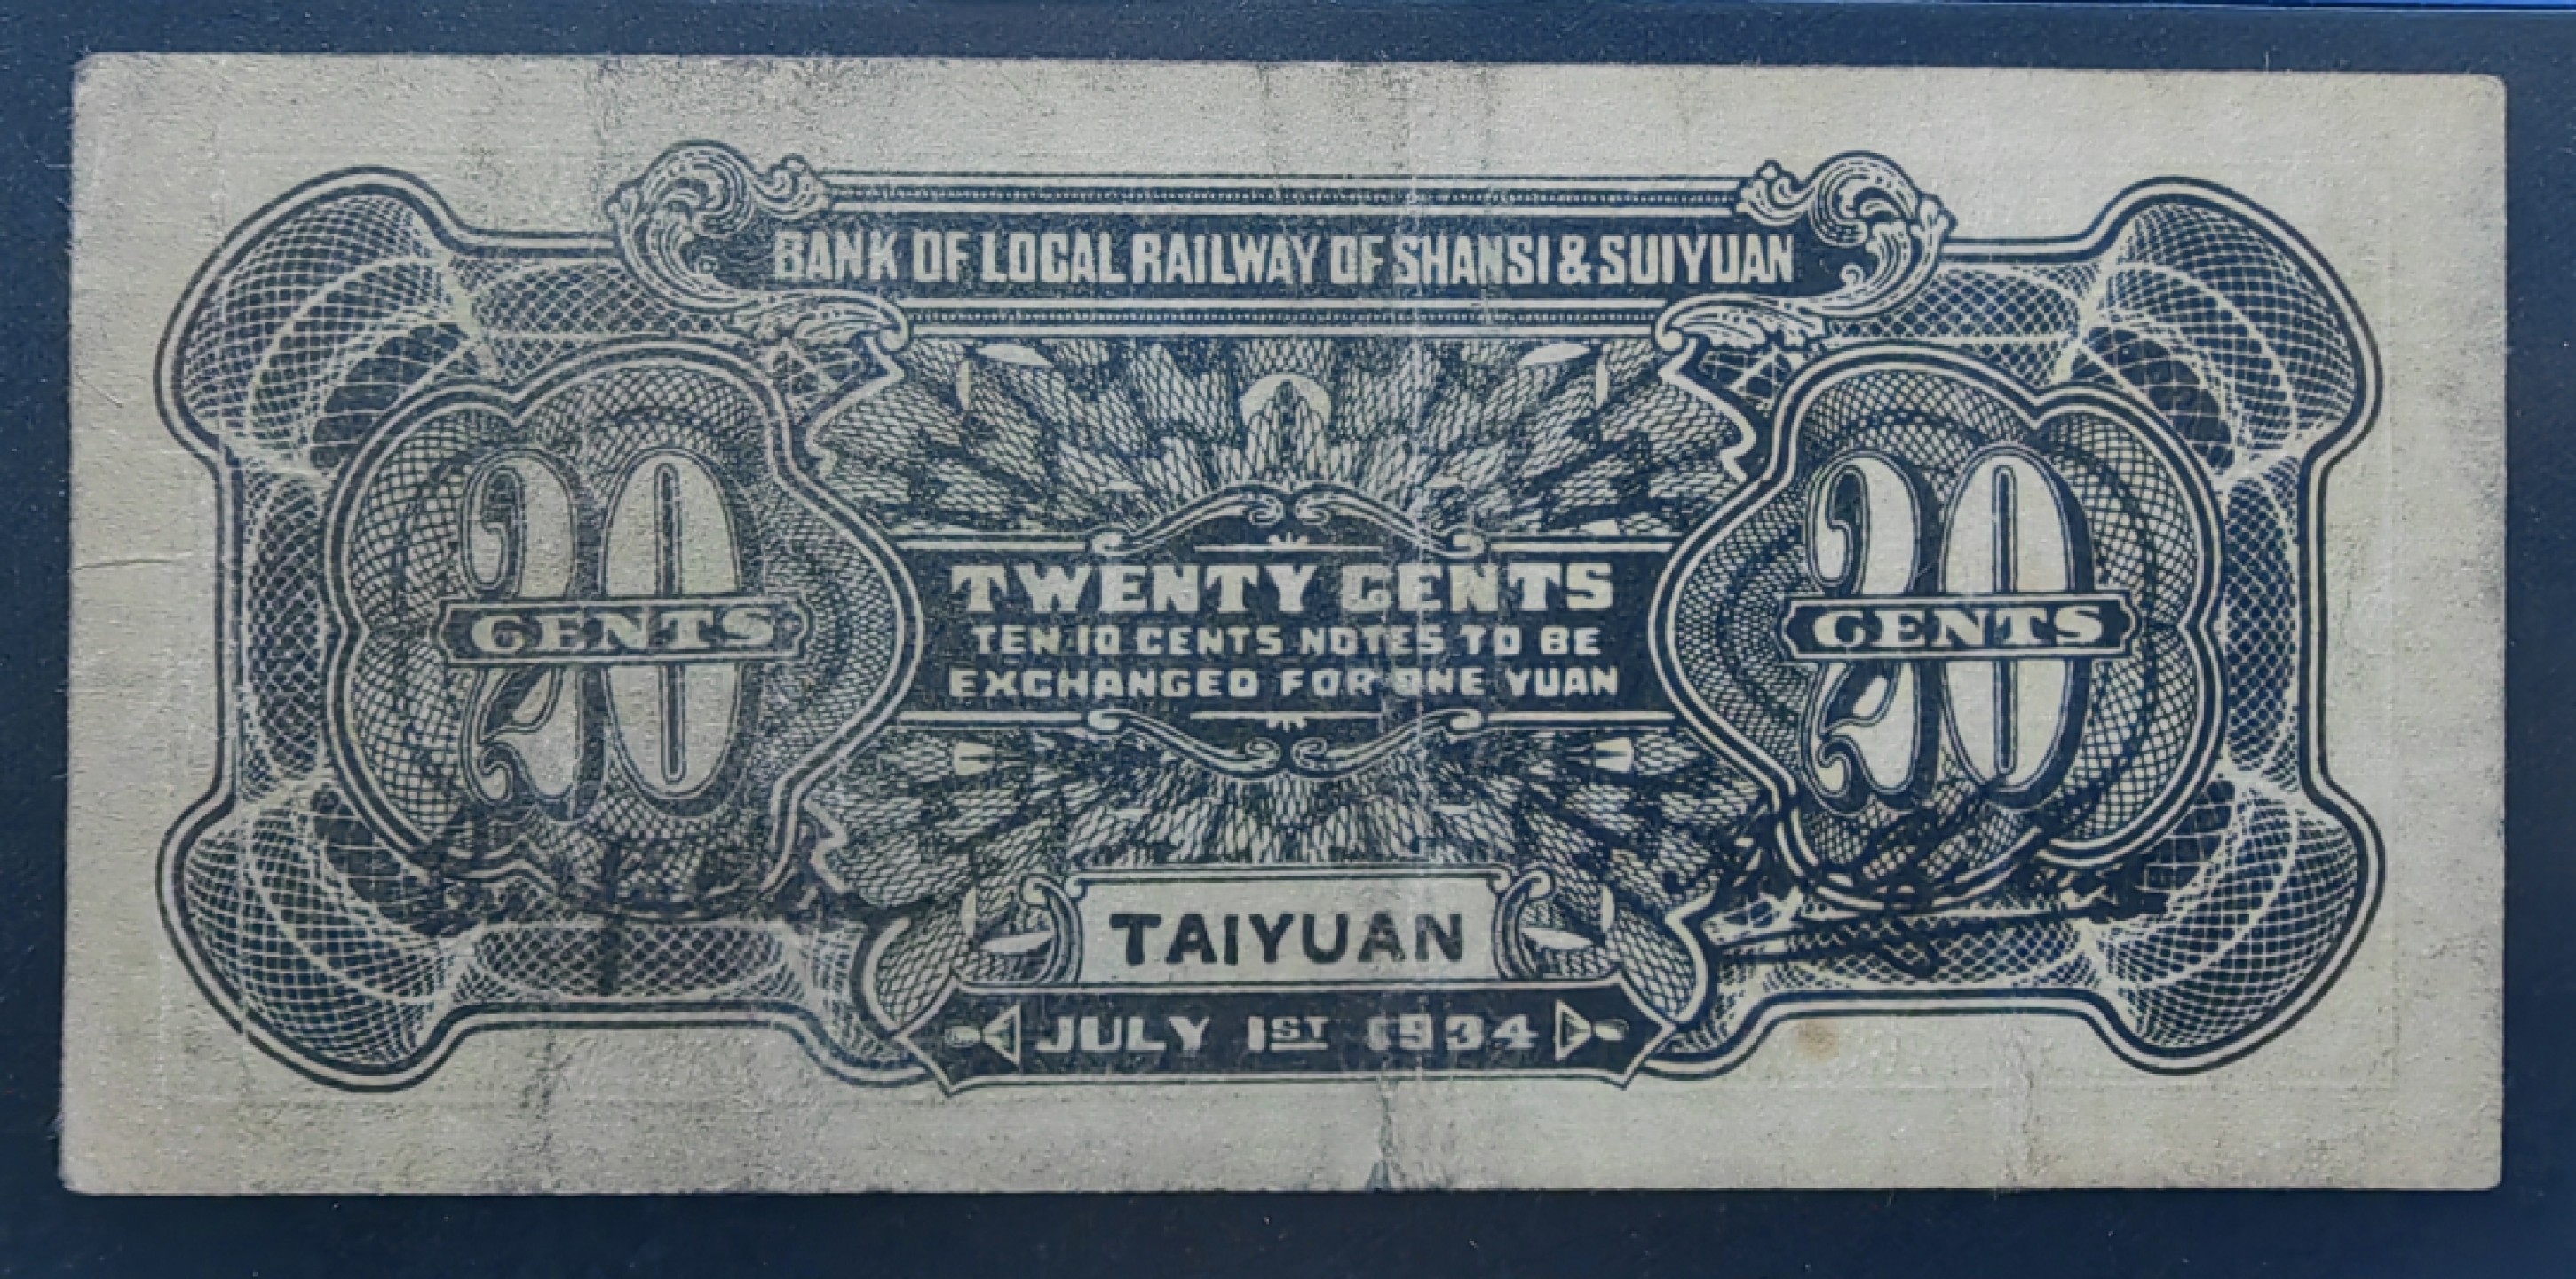 BANK OF LOCAL RAILWAY OF SHANSI & SUIYUAN
20
CENTS
TWENTY CENTS
TEN 10 CENTS NOTES TO BE
EXCHANGED FOR ONE YUAN
20
CENTS
TAIYUAN
JULY 1ST 1934